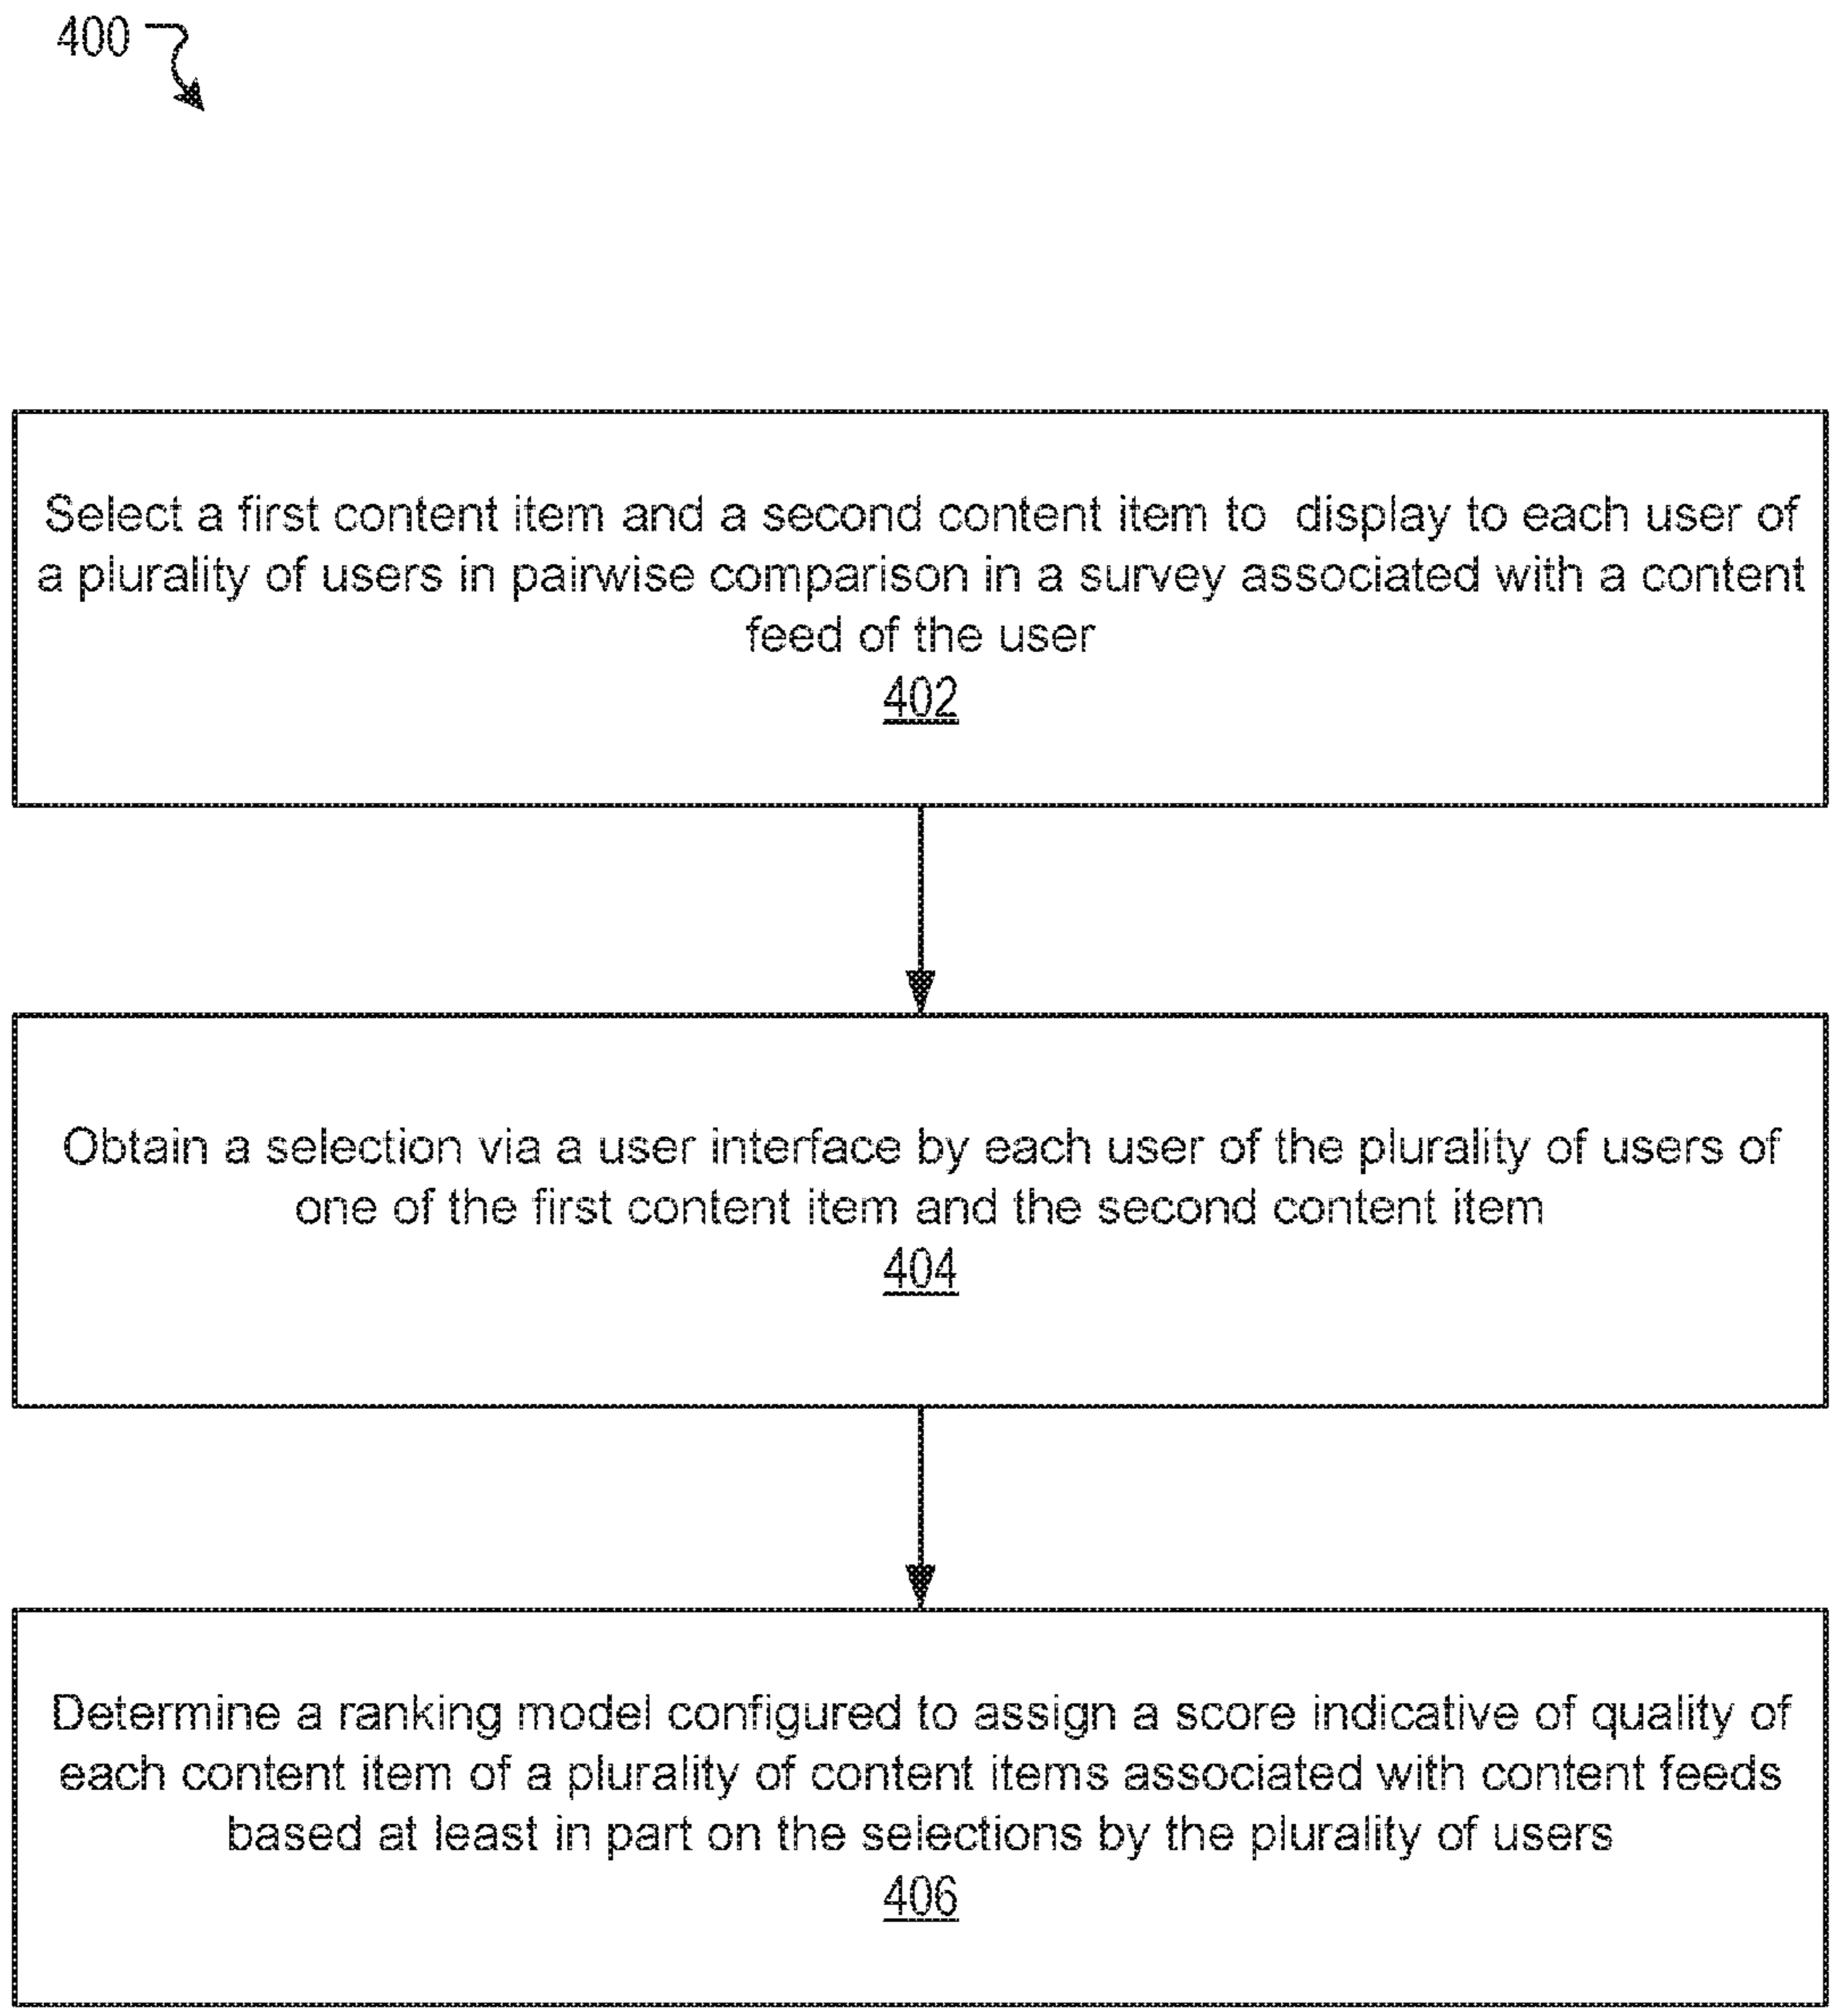 400
Select a first content item and a second content item to display to each user of
a plurality of users in pairwise comparison in a survey associated with a content
feed of the user
402
Obtain a selection via a user interface by each user of the plurality of users of
one of the first content item and the second content item
404
Determine a ranking model configured to assign a score indicative of quality of
each content item of a plurality of content items associated with content feeds
based at least in part on the selections by the plurality of users
406